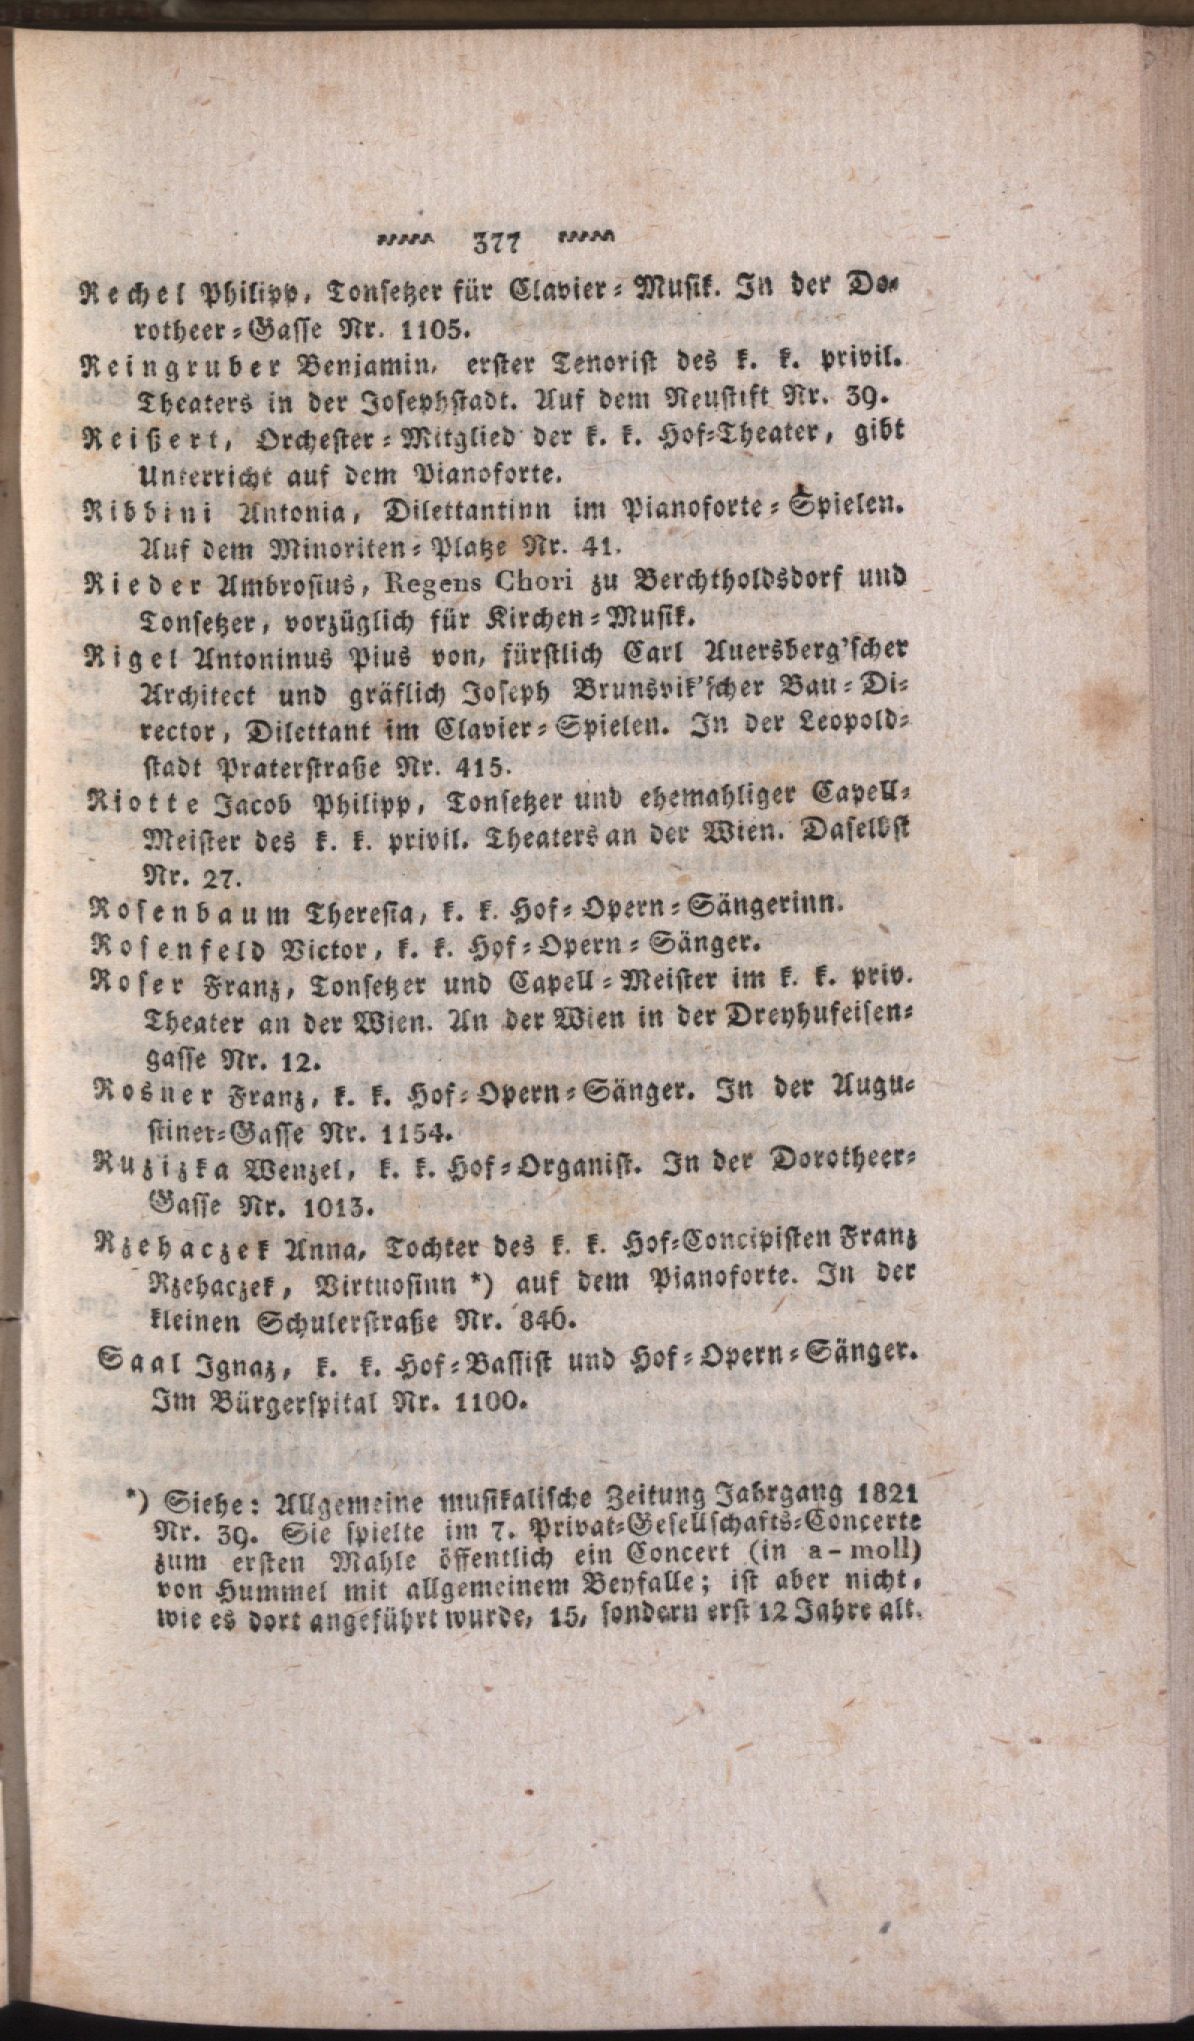 377
Rechel Philipp, Tonsetzer für Clavier-Musik. In der Do-
rotheer-Gasse Nr. 1105.
Reingruber Benjamin, erster Tenorist des k. k. privil.
Theaters in der Josephstadt. Auf dem Neustift Nr. 39.
Reißert, Orchester-Mitglied der k. k. Hof-Theater, gibt
Unterricht auf dem Pianoforte.
Ribbini Antonia, Dilettantinn im Pianoforte-Spielen.
Auf dem Minoriten-Platze Nr. 41.
Rieder Ambrosius, Regens Chori zu Berchtholdsdorf und
Tonsetzer, vorzüglich für Kirchen-Musik.
Rigel Antoninus Pius von, fürstlich Carl Auersberg'scher
Architect und gräflich Joseph Brunsvik'scher Bau-Di-
rector, Dilettant im Clavier-Spielen. In der Leopold-
stadt Praterstraße Nr. 415.
Riotte Jacob Philipp, Tonsetzer und ehemahliger Capell-
Meister des k. k. privil. Theaters an der Wien. Daselbst
Nr. 27.
Rosenbaum Theresia, k. k. Hof-Opern-Sängerinn.
Rosenfeld Victor, k. k. Hof-Opern-Sänger.
Roser Franz, Tonsetzer und Capell-Meister im k. k. priv.
Theater an der Wien. An der Wien in der Dreyhufeisen-
gasse Nr. 12.
Rosner Franz, k. k. Hof-Opern-Sänger. In der Augu-
stiner-Gasse Nr. 1154.
Ruzizka Wenzel, k. k. Hof-Organist. In der Dorotheer-
Gasse Nr. 1013.
Rzehaczek Anna, Tochter des k. k. Hof-Concipisten Franz
Rzehaczek, Virtuosinn *) auf dem Pianoforte. In der
kleinen Schulerstraße Nr. 846.
Saal Ignaz, k. k. Hof-Bassist und Hof-Opern-Sänger.
Im Bürgerspital Nr. 1100.
*) Siehe: Allgemeine musikalische Zeitung Jahrgang 1821
Nr. 39. Sie spielte im 7. Privat-Gesellschafts-Concerte
zum ersten Mahle öffentlich ein Concert (in a-moll)
von Hummel mit allgemeinem Beyfalle; ist aber nicht,
wie es dort angeführt wurde, 15, sondern erst 12 Jahre alt.